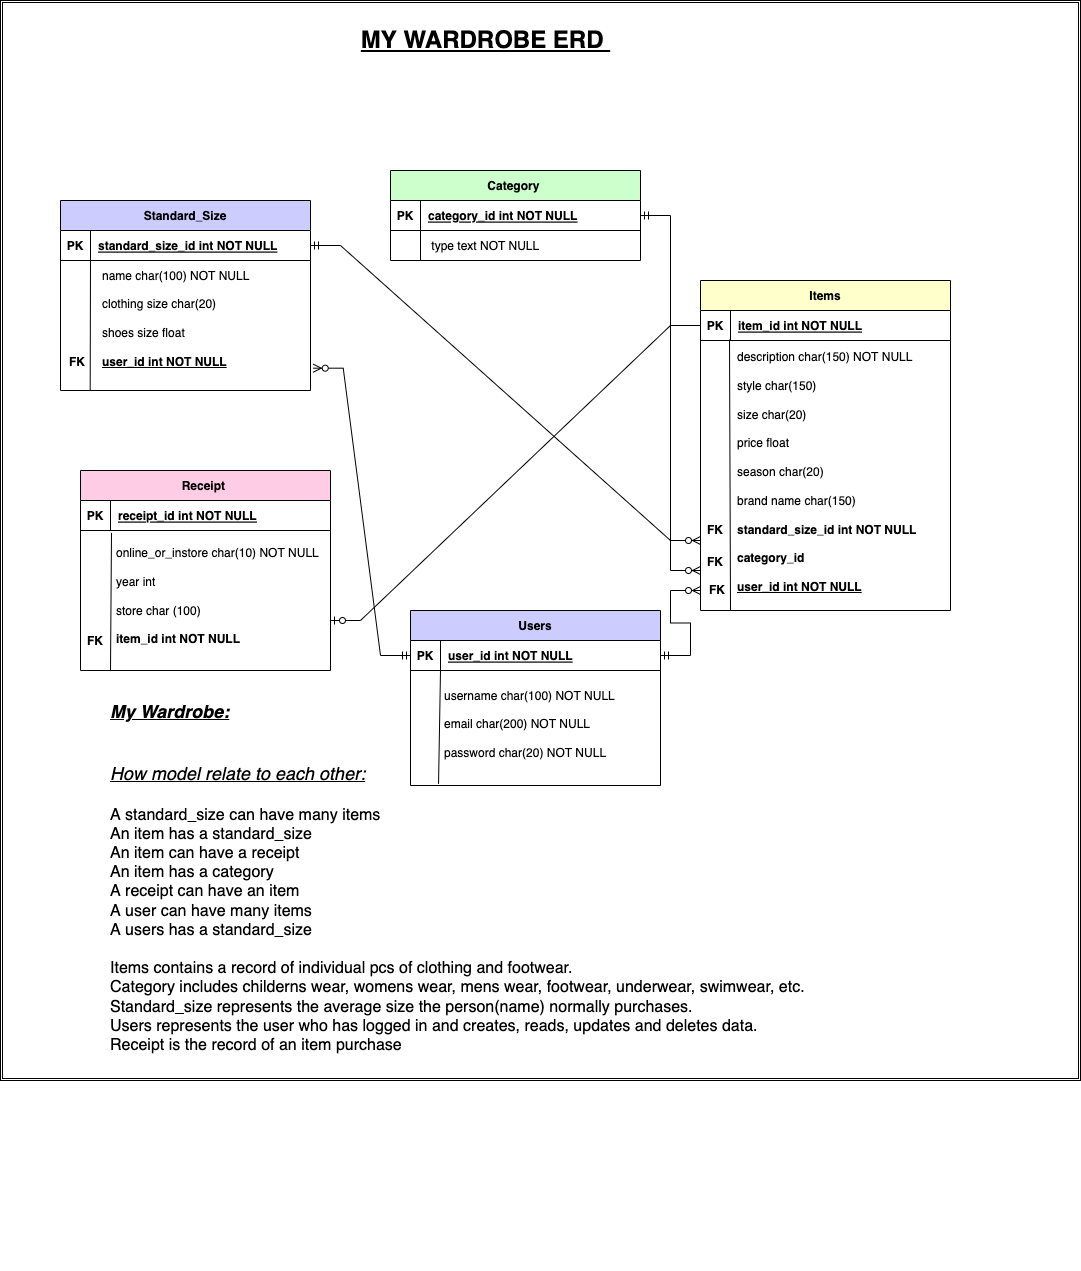 MY WARDROBE ERD
Category
PK category_id int NOT NULL
type text NOT NULL
Standard_Size
PK standard_size_id int NOT NULL
name char(100) NOT NULL
clothing size char(20)
shoes size float
FK user_id int NOT NULL
Items
PK item_id int NOT NULL
description char(150) NOT NULL
style char(150)
size char(20)
price float
season char(20)
brand name char(150)
FK standard_size_id int NOT NULL
FK category_id
FK user_id int NOT NULL
Receipt
PK receipt_id int NOT NULL
online_or_instore char(10) NOT NULL
year int
store char (100)
FK item_id int NOT NULL
Users
PK user_id int NOT NULL
username char(100) NOT NULL
email char(200) NOT NULL
password char(20) NOT NULL
My Wardrobe:
How model relate to each other:
A standard_size can have many items
An item has a standard_size
An item can have a receipt
An item has a category
A receipt can have an item
A user can have many items
A users has a standard_size
Items contains a record of individual pcs of clothing and footwear.
Category includes childerns wear, womens wear, mens wear, footwear, underwear, swimwear, etc.
Standard_size represents the average size the person(name) normally purchases.
Users represents the user who has logged in and creates, reads, updates and deletes data.
Receipt is the record of an item purchase